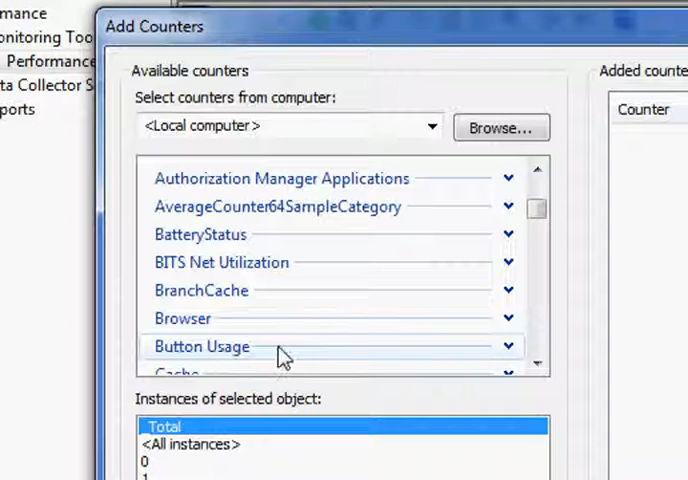 mance
onitoring Too
Performance
ta Collector S
ports
Add Counters
Available counters
Select counters from computer:
<Local computer>
Browse...
Authorization Manager Applications
AverageCounter64SampleCategory
BatteryStatus
BITS Net Utilization
BranchCache
Browser
Button Usage
Cache
Instances of selected object:
_Total
<All instances>
0
1
Added counte
Counter